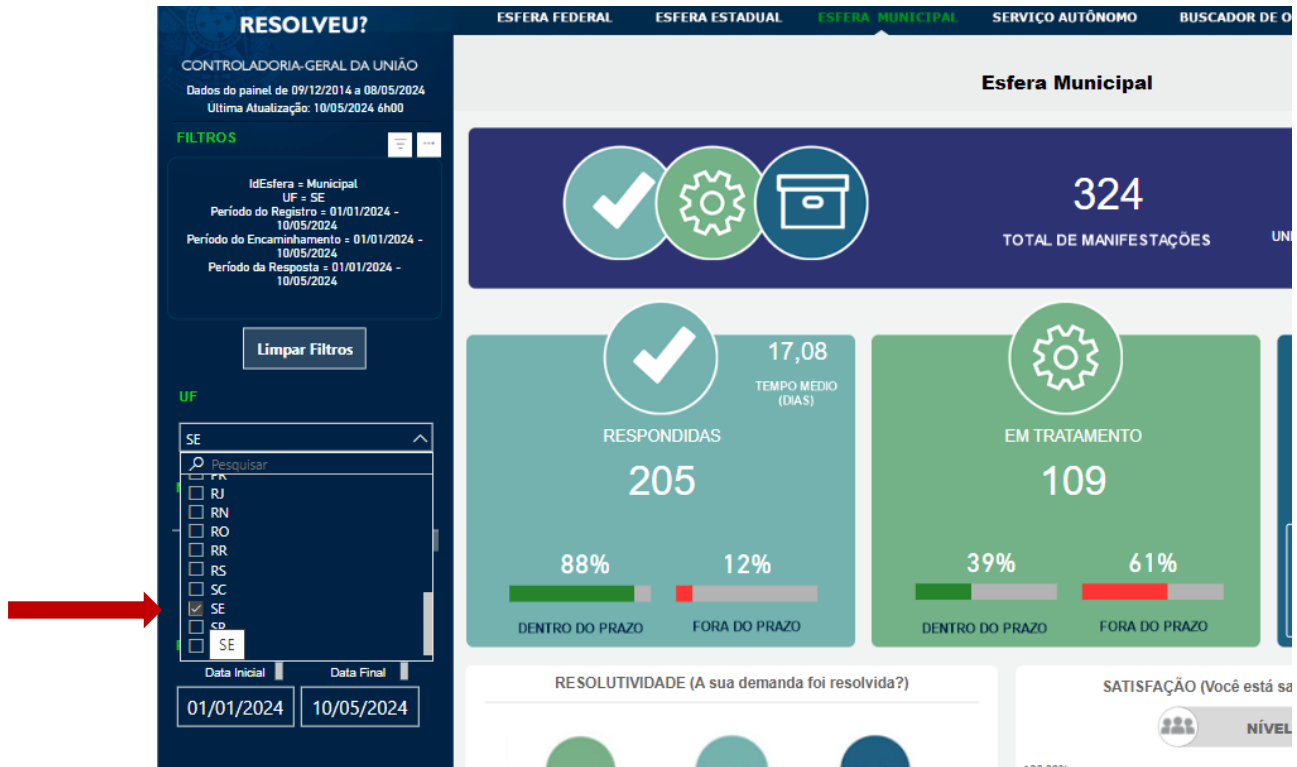 RESOLVEU?
CONTROLADORIA-GERAL DA UNIÃO
Dados do painel de 09/12/2014 a 08/05/2024
Última Atualização: 10/05/2024 6h00
FILTROS
IdEsfera = Municipal
UF = SE
Período do Registro = 01/01/2024 -
10/05/2024
Período do Encaminhamento = 01/01/2024 -
10/05/2024
Período da Resposta = 01/01/2024 -
10/05/2024
Limpar Filtros
UF
SE
Pesquisar
PR
RJ
RN
RO
RR
RS
SC
SE
SP
SE
Data Inicial Data Final
01/01/2024 10/05/2024
ESFERA FEDERAL ESFERA ESTADUAL ESFERA MUNICIPAL SERVIÇO AUTÔNOMO BUSCADOR DE O
Esfera Municipal
324
TOTAL DE MANIFESTAÇÕES
UNI
17,08
TEMPO MÉDIO
(DIAS)
RESPONDIDAS
205
88% 12%
DENTRO DO PRAZO FORA DO PRAZO
EM TRATAMENTO
109
39% 61%
DENTRO DO PRAZO FORA DO PRAZO
RESOLUTIVIDADE (A sua demanda foi resolvida?)
SATISFAÇÃO (Você está sa
NÍVEL